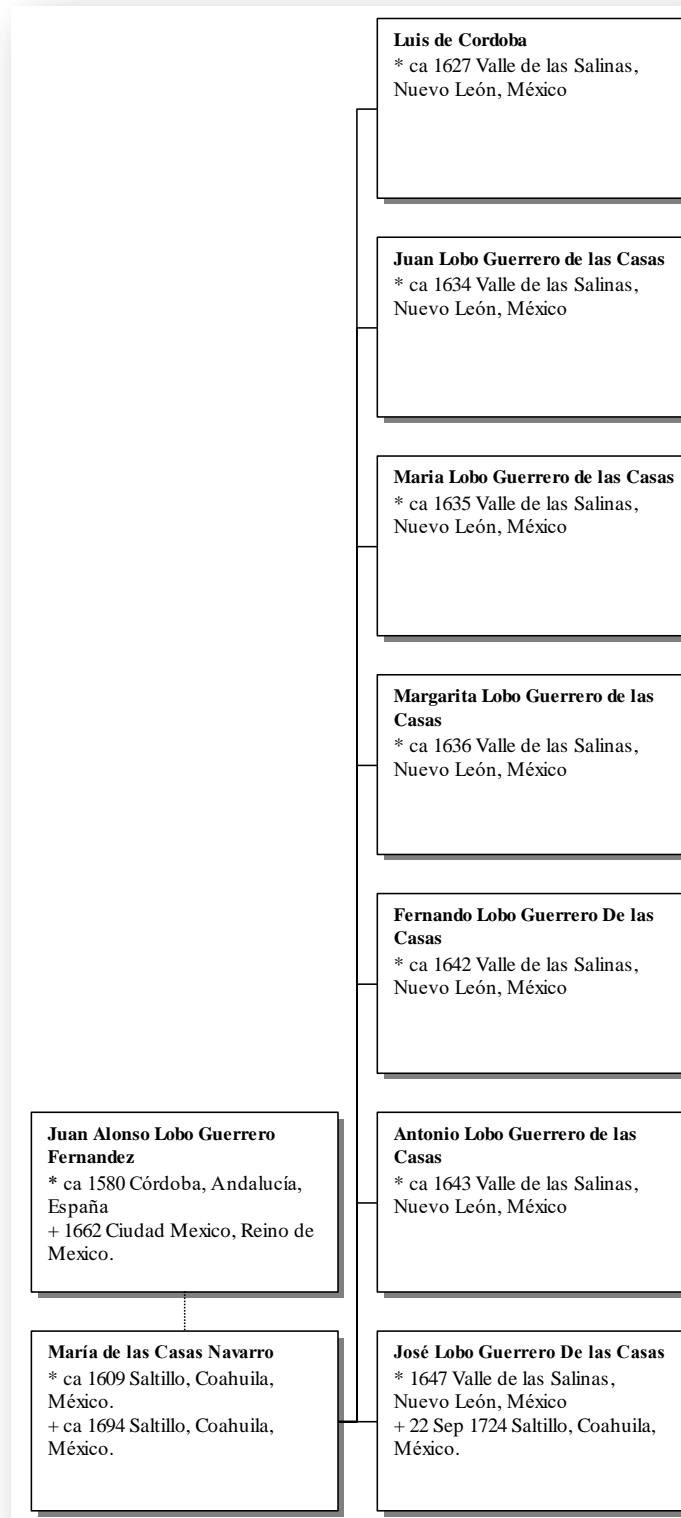 Luis de Cordoba
* ca 1627 Valle de las Salinas,
Nuevo León, México
Juan Lobo Guerrero de las Casas
* ca 1634 Valle de las Salinas,
Nuevo León, México
Maria Lobo Guerrero de las Casas
* ca 1635 Valle de las Salinas,
Nuevo León, México
Margarita Lobo Guerrero de las
Casas
* ca 1636 Valle de las Salinas,
Nuevo León, México
Fernando Lobo Guerrero De las
Casas
* ca 1642 Valle de las Salinas,
Nuevo León, México
Juan Alonso Lobo Guerrero
Fernandez
* ca 1580 Córdoba, Andalucía,
España
+ 1662 Ciudad Mexico, Reino de
Mexico.
Antonio Lobo Guerrero de las
Casas
* ca 1643 Valle de las Salinas,
Nuevo León, México
María de las Casas Navarro
* ca 1609 Saltillo, Coahuila,
México.
+ ca 1694 Saltillo, Coahuila,
México.
José Lobo Guerrero De las Casas
* 1647 Valle de las Salinas,
Nuevo León, México
+ 22 Sep 1724 Saltillo, Coahuila,
México.